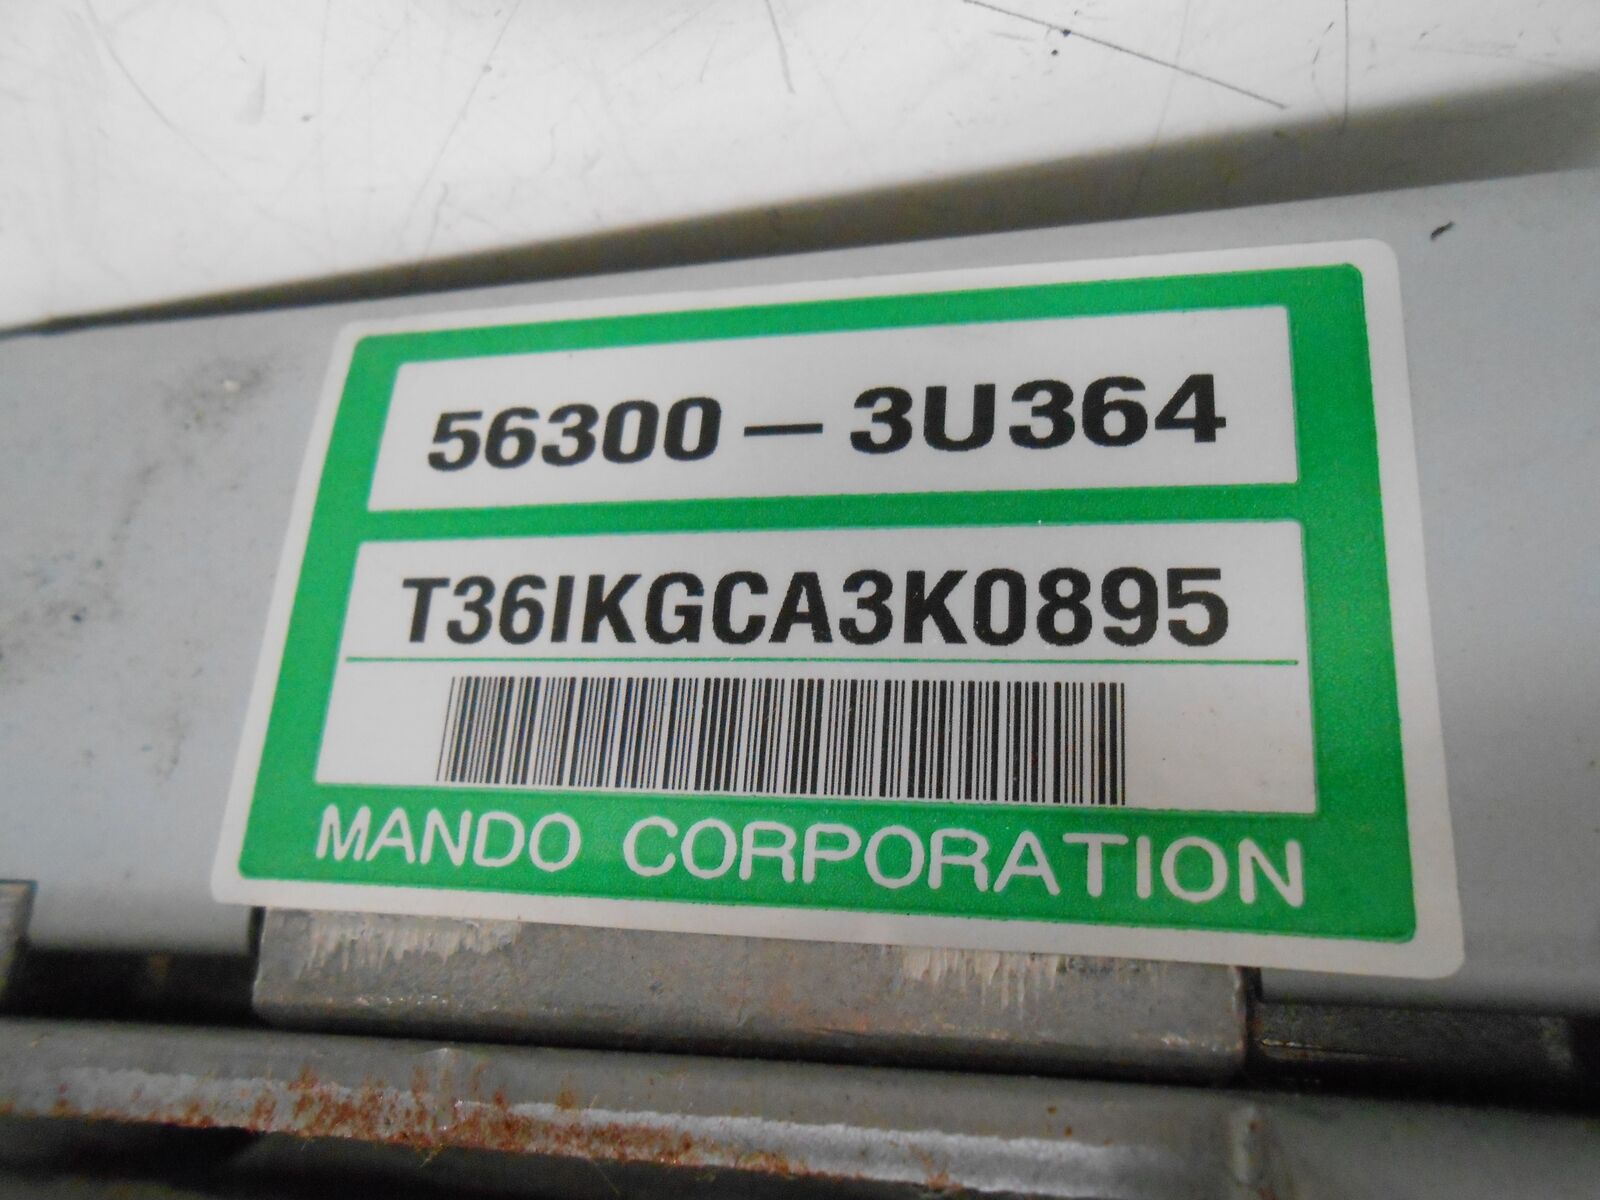 56300-3U364
T36IKGCA3K0895
MANDO CORPORATION